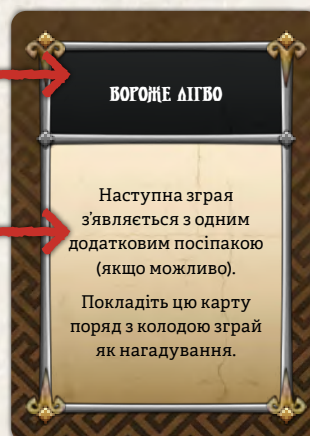 ВОРОЖЕ ЛІГВО
Наступна зграя
з'являється з одним
додатковим посіпакою
(якщо можливо).
Покладіть цю карту
поряд з колодою зграй
як нагадування.